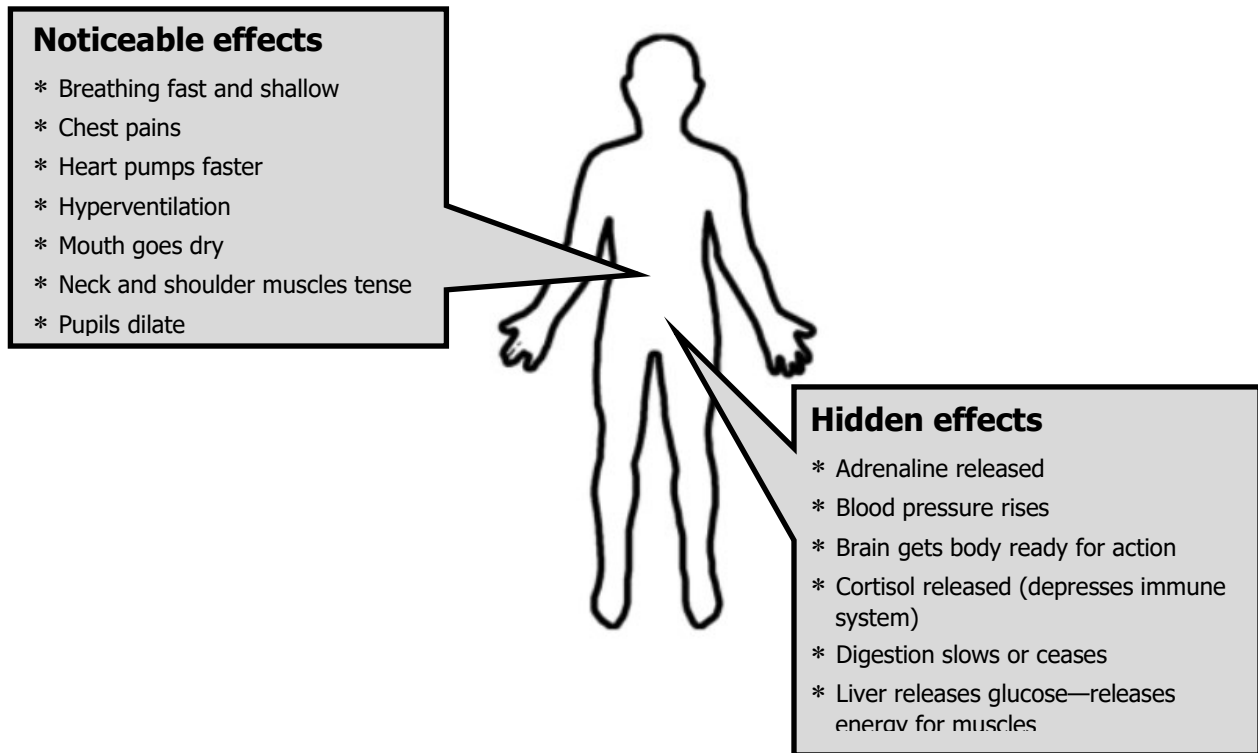 Noticeable effects
* Breathing fast and shallow
* Chest pains
* Heart pumps faster
* Hyperventilation
* Mouth goes dry
* Neck and shoulder muscles tense
* Pupils dilate
Hidden effects
* Adrenaline released
* Blood pressure rises
* Brain gets body ready for action
* Cortisol released (depresses immune
system)
* Digestion slows or ceases
* Liver releases glucose—releases
energy for muscles